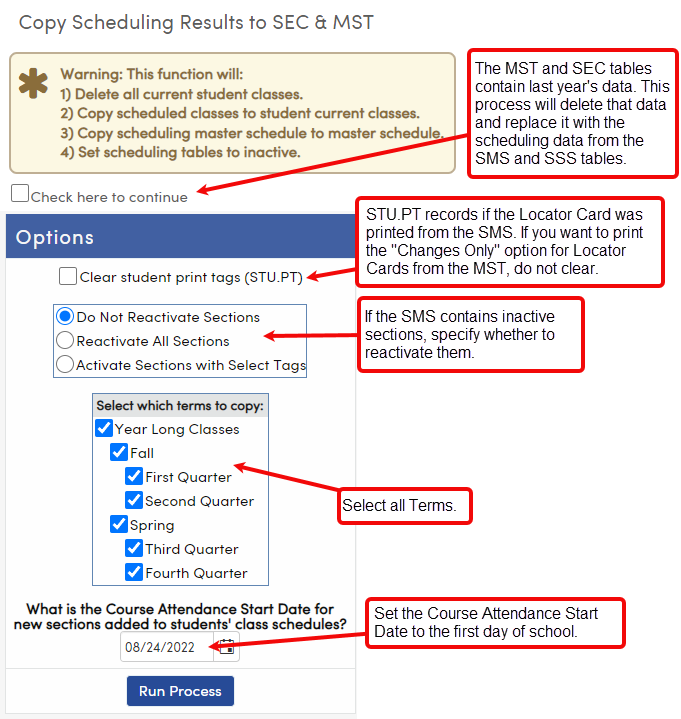 Copy Scheduling Results to SEC & MST
Warning: This function will:
1) Delete all current student classes.
2) Copy scheduled classes to student current classes.
3) Copy scheduling master schedule to master schedule.
4) Set scheduling tables to inactive.
The MST and SEC tables
contain last year's data. This
process will delete that data
and replace it with the
scheduling data from the
SMS and SSS tables.
Check here to continue
Options
STU.PT records if the Locator Card was
printed from the SMS. If you want to print
the "Changes Only" option for Locator
Cards from the MST, do not clear.
Clear student print tags (STU.PT)
Do Not Reactivate Sections
Reactivate All Sections
Activate Sections with Select Tags
If the SMS contains inactive
sections, specify whether to
reactivate them.
Select which terms to copy:
Year Long Classes
Fall
First Quarter
Second Quarter
Spring
Third Quarter
Fourth Quarter
Select all Terms.
What is the Course Attendance Start Date for
new sections added to students' class schedules?
08/24/2022
Set the Course Attendance Start
Date to the first day of school.
Run Process